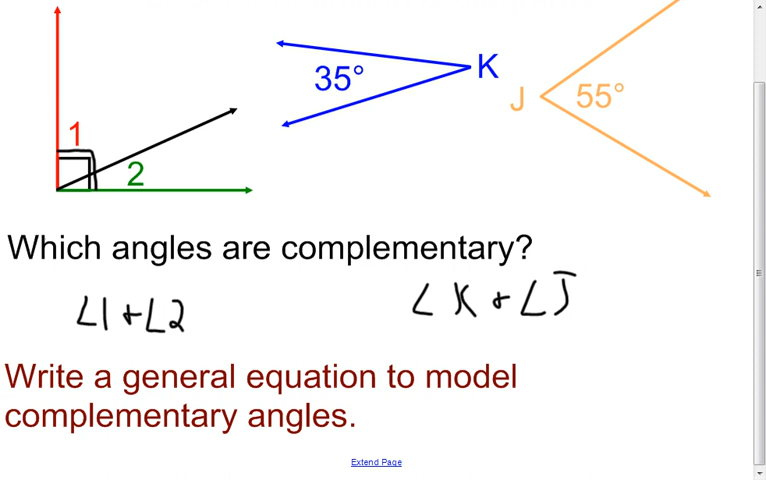 1
2
35°
K
J
55°
Which angles are complementary?
∠1 + ∠2
∠K + ∠J
Write a general equation to model
complementary angles.
Extend Page